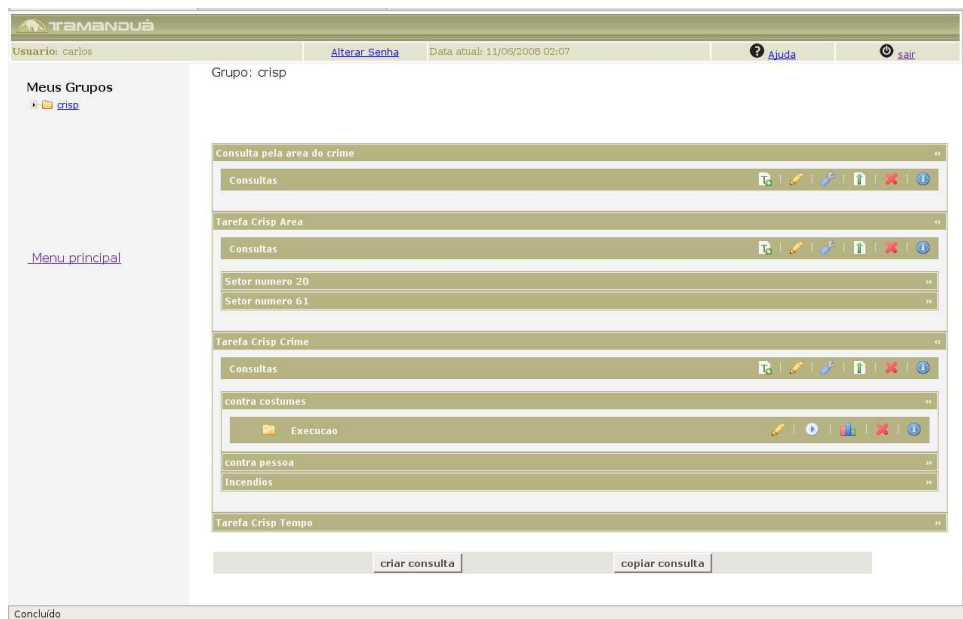 Tamanduá
Usuario: carlos Alterar Senha Data atual: 11/06/2008 02:07 Ajuda sair
Grupo: crisp
Meus Grupos
crisp
Consulta pela area do crime
Consultas
Tarefa Crisp Area
Consultas
Menu principal
Setor numero 20
Setor numero 61
Tarefa Crisp Crime
Consultas
contra costumes
Execucao
contra pessoa
Incendios
Tarefa Crisp Tempo
criar consulta copiar consulta
Concluído